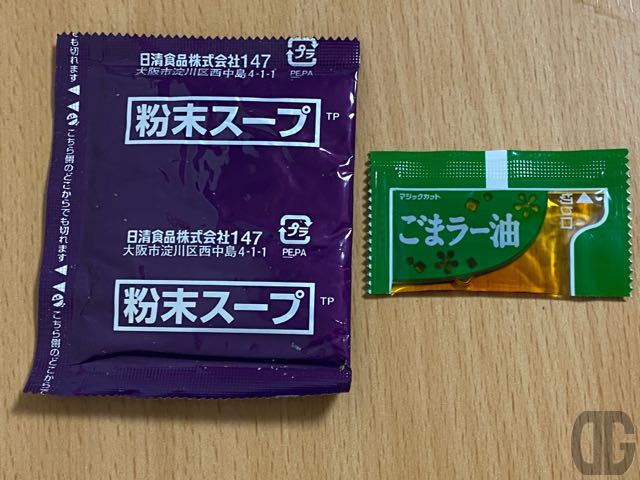 日清食品株式会社147
大阪市淀川区西中島4-1-1
プラ
PE,PA
粉末スープ TP
日清食品株式会社147
大阪市淀川区西中島4-1-1
プラ
PE,PA
粉末スープ TP
でも切れます
こちら側のどこからでも切れます
こちら側のどこから
マジックカット
ごまラー油
切り口
DG